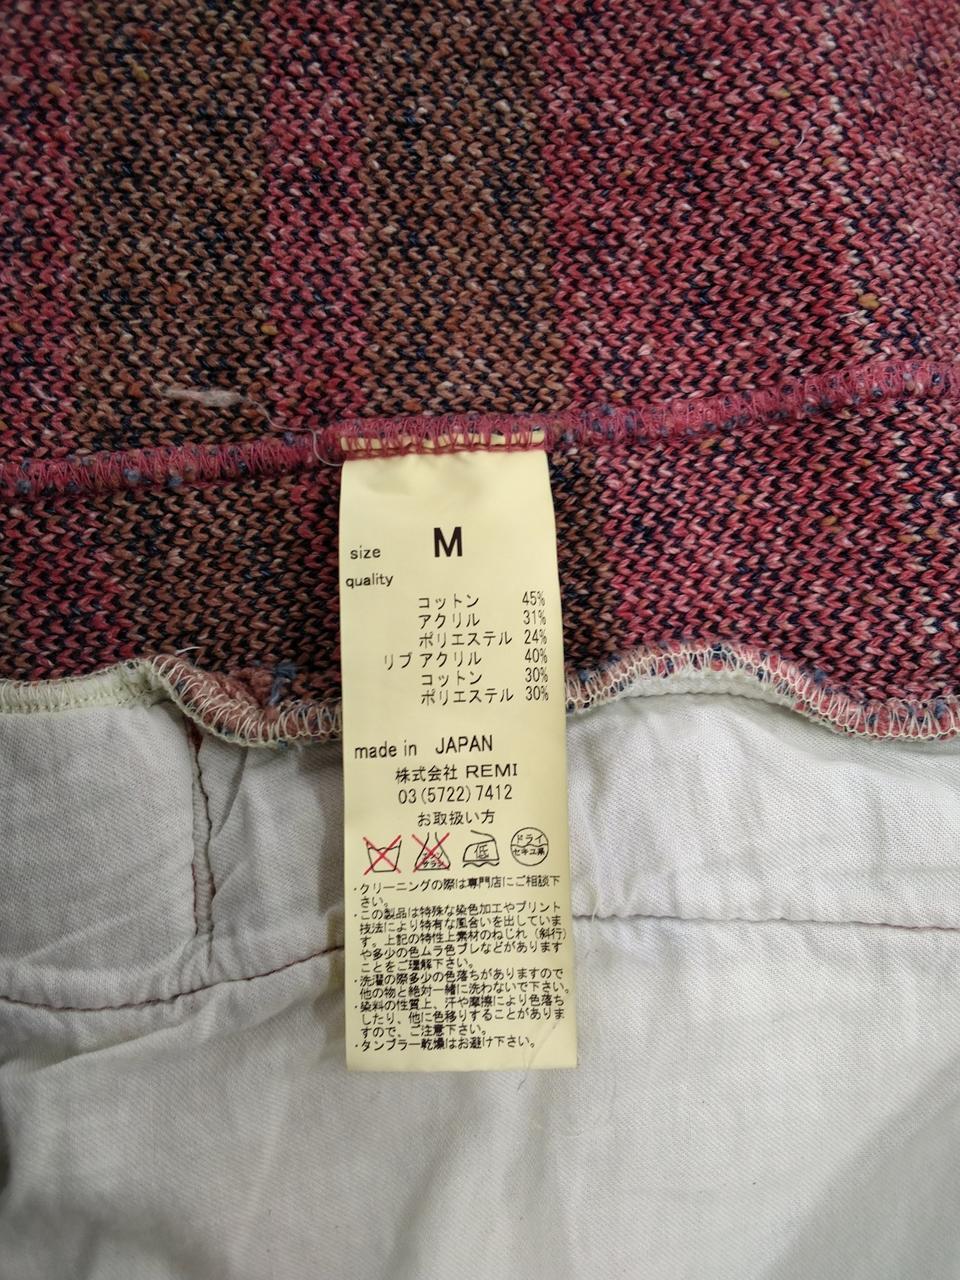 size M
quality
コットン 45%
アクリル 31%
ポリエステル 24%
リブ アクリル 40%
コットン 30%
ポリエステル 30%
made in JAPAN
株式会社 REMI
03(5722)7412
お取扱い方
低
ドライ
セキユ系
・クリーニングの際は専門店にご相談下
さい。
・この製品は特殊な染色加工やプリント
技法により特有な風合いを出していま
す。上記の特性上素材のねじれ（斜行）
や多少の色ムラ色ブレなどがあります
ことをご理解下さい。
・洗濯の際多少の色落ちがありますので
他の物と絶対一緒に洗わないで下さい。
・染料の性質上、汗や摩擦により色落ち
したり、他に色移りすることがありま
すので、ご注意下さい。
・タンブラー乾燥はお避け下さい。